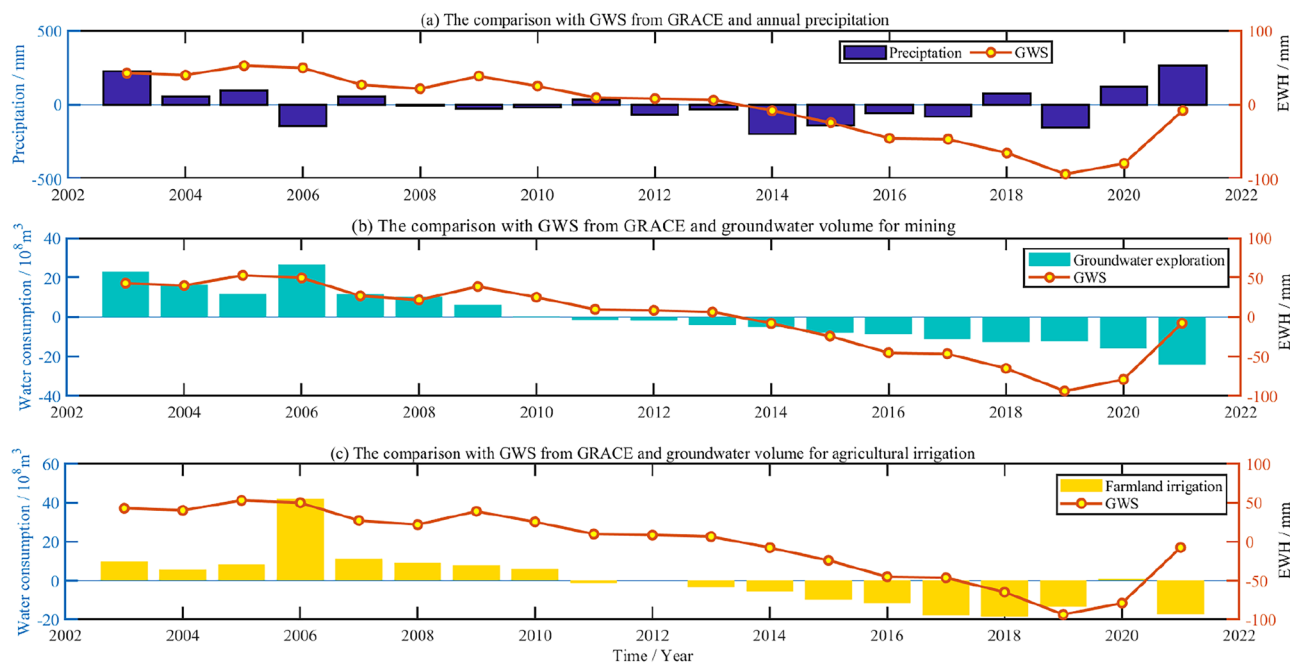 (a) The comparison with GWS from GRACE and annual precipitation
500
0
-500
Precipitation / mm
Preciptation
GWS
100
0
-100
EWH / mm
2002 2004 2006 2008 2010 2012 2014 2016 2018 2020 2022
(b) The comparison with GWS from GRACE and groundwater volume for mining
40
20
0
-20
-40
Water consumption / 10⁸ m³
Groundwater exploration
GWS
100
50
0
-50
-100
EWH / mm
2002 2004 2006 2008 2010 2012 2014 2016 2018 2020 2022
(c) The comparison with GWS from GRACE and groundwater volume for agricultural irrigation
60
40
20
0
-20
Water consumption / 10⁸ m³
Farmland irrigation
GWS
100
50
0
-50
-100
EWH / mm
2002 2004 2006 2008 2010 2012 2014 2016 2018 2020 2022
Time / Year